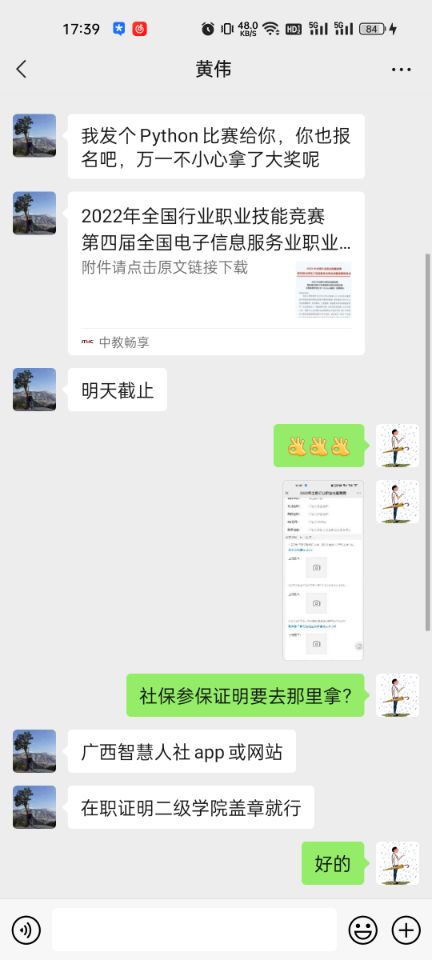 17:39
48.0
KB/S
HD
5G
5G
84
黄伟
我发个 Python 比赛给你，你也报
名吧，万一不小心拿了大奖呢
2022年全国行业职业技能竞赛
第四届全国电子信息服务业职业...
附件请点击原文链接下载
中教畅享
明天截止
社保参保证明要去那里拿？
广西智慧人社 app 或网站
在职证明二级学院盖章就行
好的